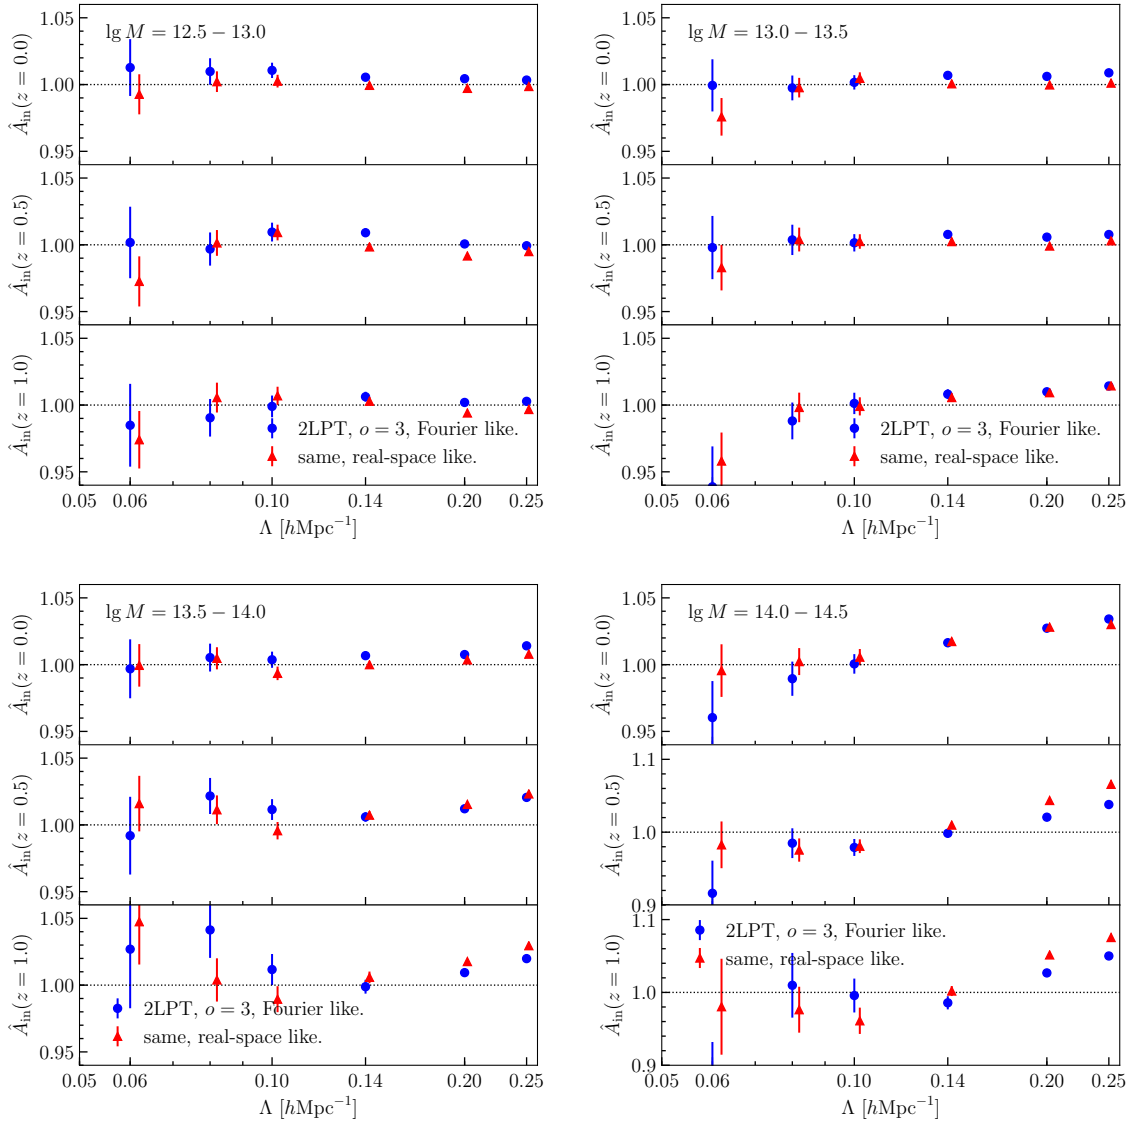 lg M = 12.5 − 13.0
1.05
1.00
0.95
Â_in(z = 0.0)
1.05
1.00
0.95
Â_in(z = 0.5)
1.05
1.00
0.95
Â_in(z = 1.0)
2LPT, o = 3, Fourier like.
same, real-space like.
0.05 0.06 0.10 0.14 0.20 0.25
Λ [hMpc⁻¹]
lg M = 13.0 − 13.5
1.05
1.00
0.95
Â_in(z = 0.0)
1.05
1.00
0.95
Â_in(z = 0.5)
1.05
1.00
0.95
Â_in(z = 1.0)
2LPT, o = 3, Fourier like.
same, real-space like.
0.05 0.06 0.10 0.14 0.20 0.25
Λ [hMpc⁻¹]
lg M = 13.5 − 14.0
1.05
1.00
0.95
Â_in(z = 0.0)
1.05
1.00
0.95
Â_in(z = 0.5)
1.05
1.00
0.95
Â_in(z = 1.0)
2LPT, o = 3, Fourier like.
same, real-space like.
0.05 0.06 0.10 0.14 0.20 0.25
Λ [hMpc⁻¹]
lg M = 14.0 − 14.5
1.05
1.00
0.95
Â_in(z = 0.0)
1.1
1.0
0.9
Â_in(z = 0.5)
1.1
1.0
0.9
Â_in(z = 1.0)
2LPT, o = 3, Fourier like.
same, real-space like.
0.05 0.06 0.10 0.14 0.20 0.25
Λ [hMpc⁻¹]